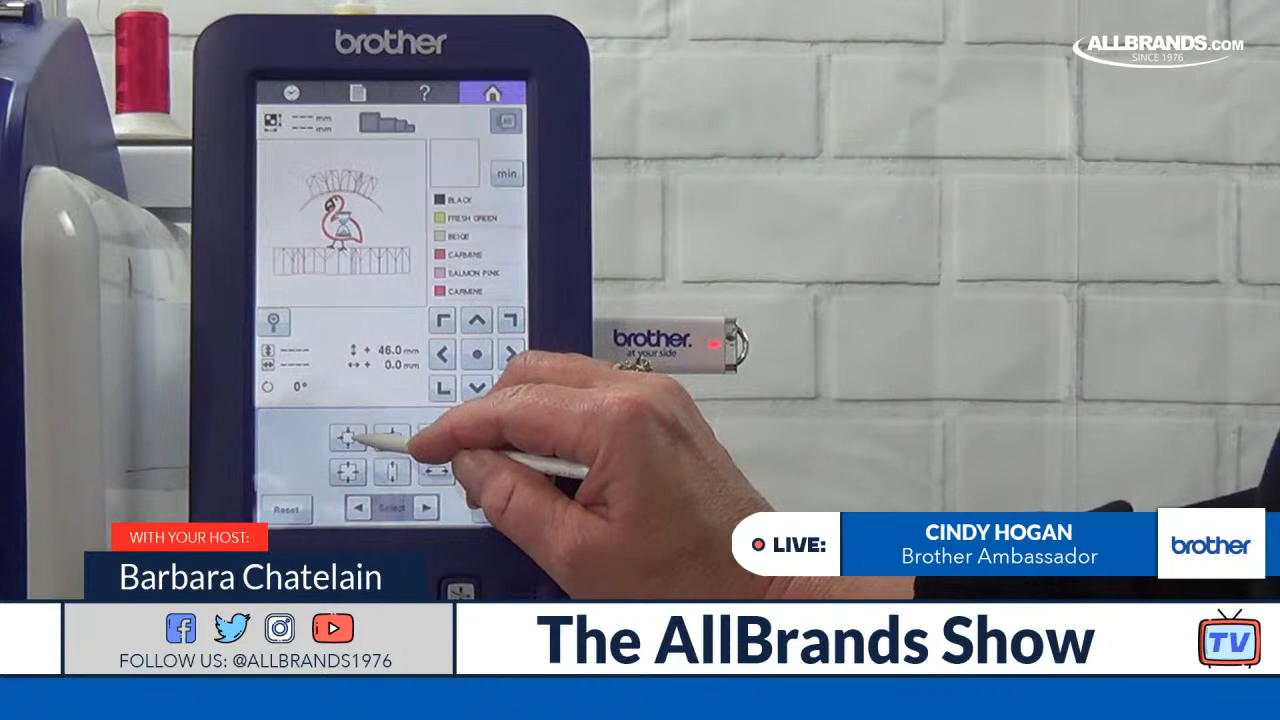 brother
ALLBRANDS.COM
SINCE 1976
?
mm
mm
min
BLACK
FRESH GREEN
BEIGE
CARMINE
SALMON PINK
CARMINE
+ 46.0 mm
+ 0.0 mm
0°
brother.
at your side
Reset
Select
WITH YOUR HOST:
Barbara Chatelain
LIVE:
CINDY HOGAN
Brother Ambassador
brother
FOLLOW US: @ALLBRANDS1976
The AllBrands Show
TV